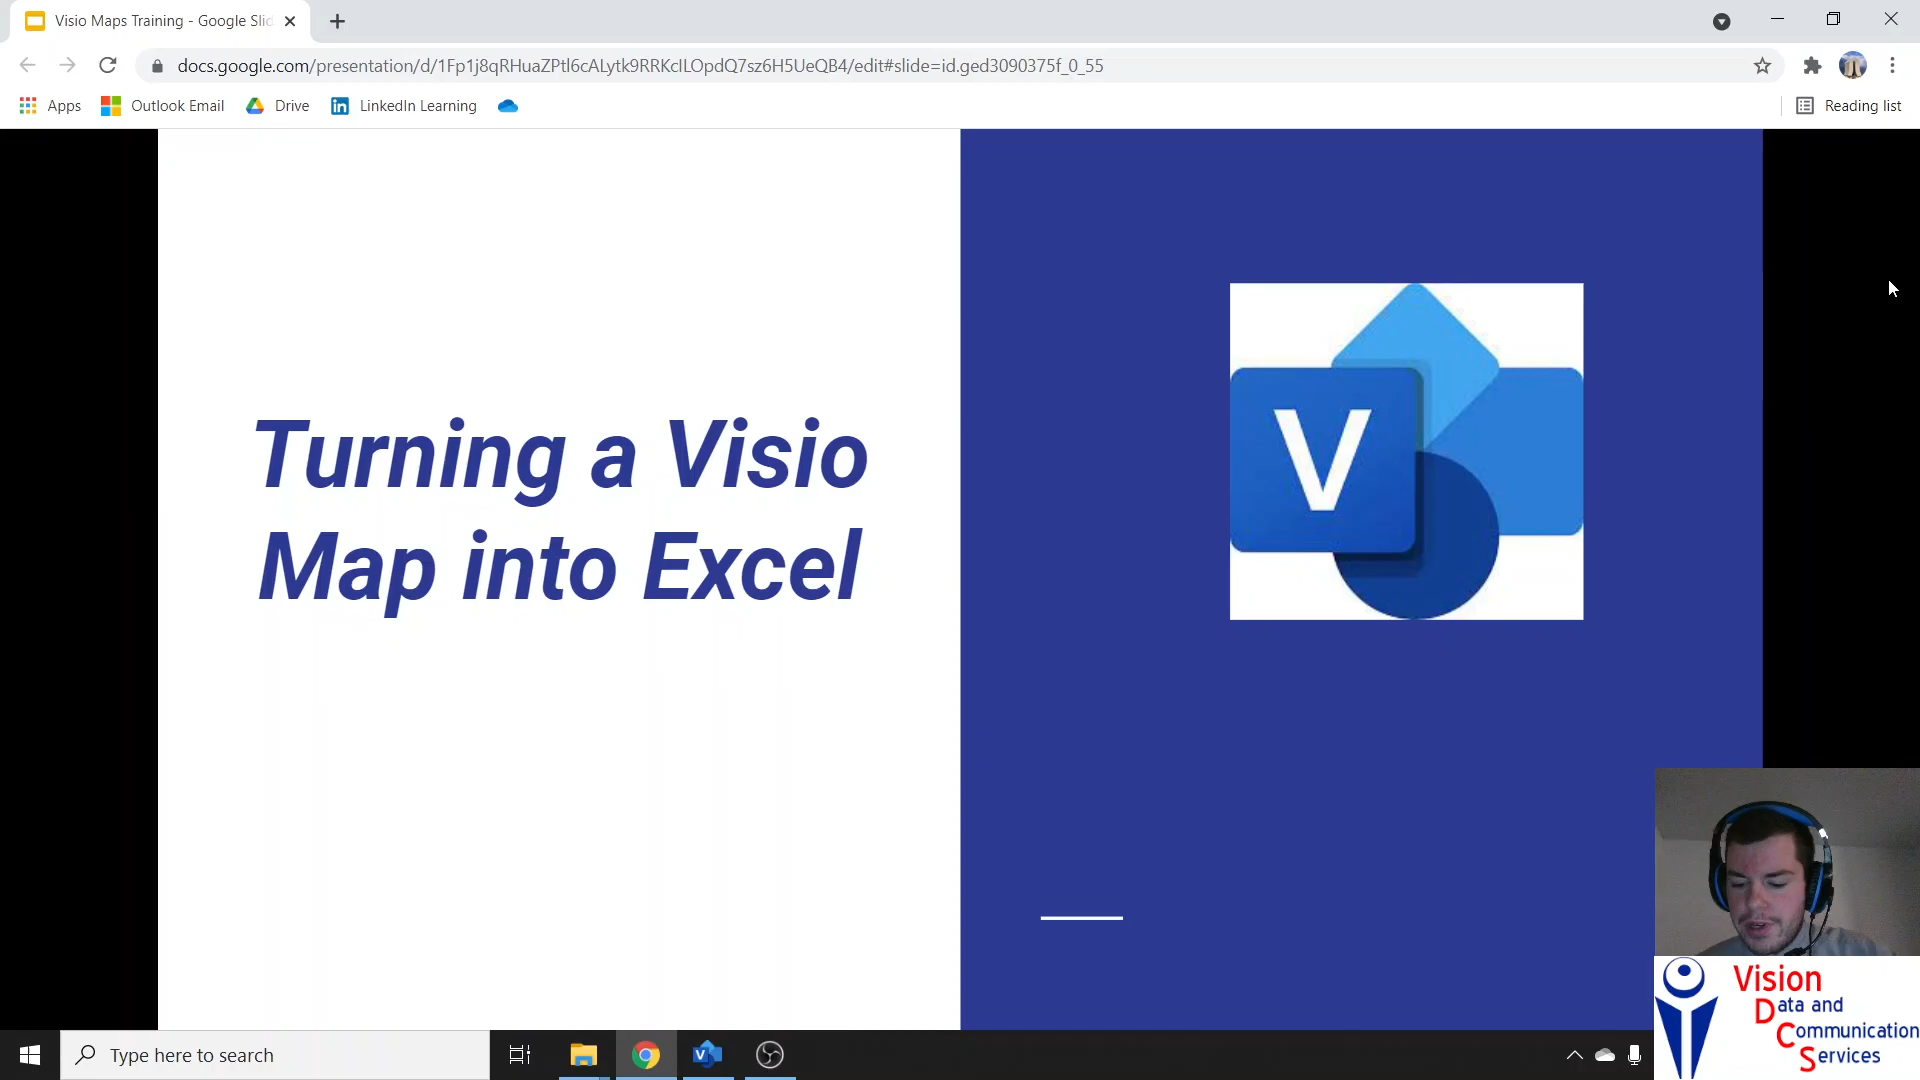 Visio Maps Training - Google Slid
docs.google.com/presentation/d/1Fp1j8qRHuaZPtl6cALytk9RRKcILOpdQ7sz6H5UeQB4/edit#slide=id.ged3090375f_0_55
Apps
Outlook Email
Drive
LinkedIn Learning
Reading list
Turning a Visio
Map into Excel
V
Vision
Data and
Communication
Services
Type here to search